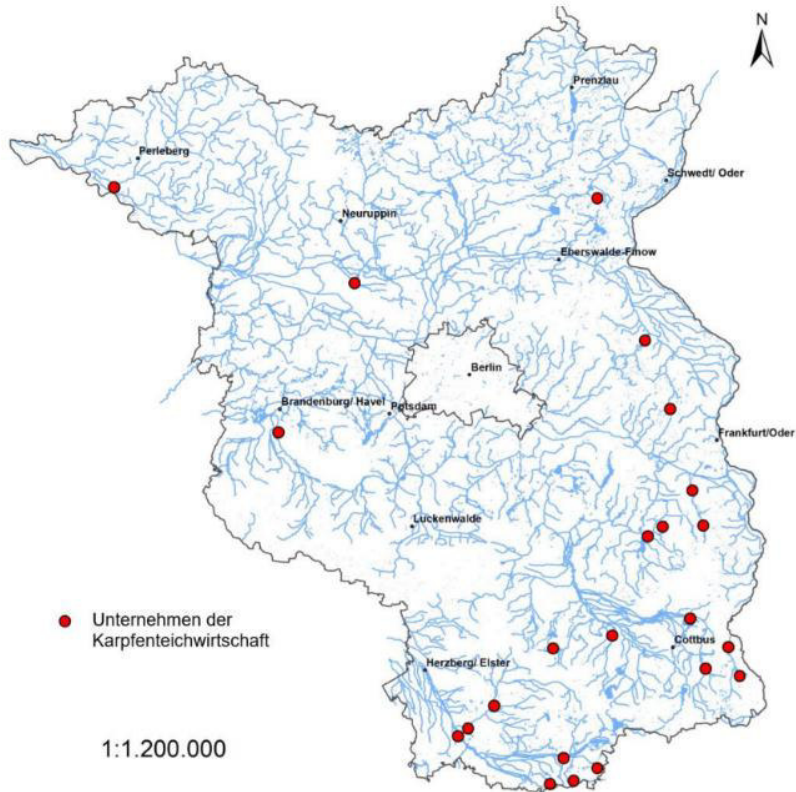 N
Prenzlau
Perleberg
Schwedt/ Oder
Neuruppin
Eberswalde-Finow
Berlin
Brandenburg/ Havel
Potsdam
Frankfurt/Oder
Luckenwalde
Unternehmen der
Karpfenteichwirtschaft
Cottbus
Herzberg/ Elster
1:1.200.000